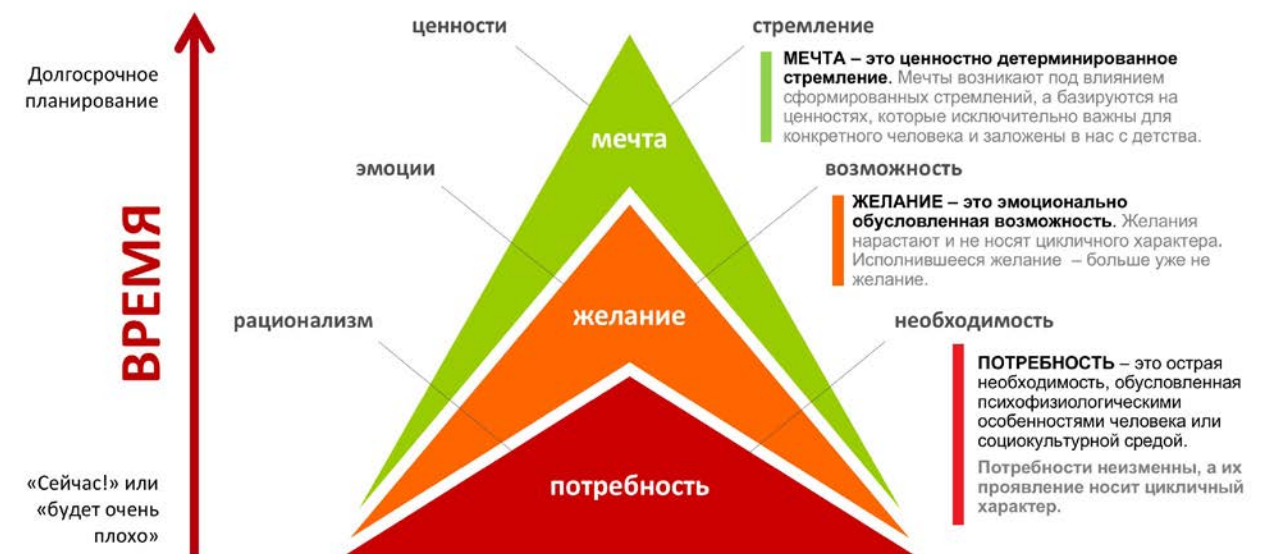 ценности
стремление
Долгосрочное
планирование
МЕЧТА – это ценностно детерминированное
стремление. Мечты возникают под влиянием
сформированных стремлений, а базируются на
ценностях, которые исключительно важны для
конкретного человека и заложены в нас с детства.
мечта
эмоции
возможность
ЖЕЛАНИЕ – это эмоционально
обусловленная возможность. Желания
нарастают и не носят цикличного характера.
Исполнившееся желание – больше уже не
желание.
ВРЕМЯ
желание
рационализм
необходимость
ПОТРЕБНОСТЬ – это острая
необходимость, обусловленная
психофизиологическими
особенностями человека или
социокультурной средой.
Потребности неизменны, а их
проявление носит цикличный
характер.
потребность
«Сейчас!» или
«будет очень
плохо»